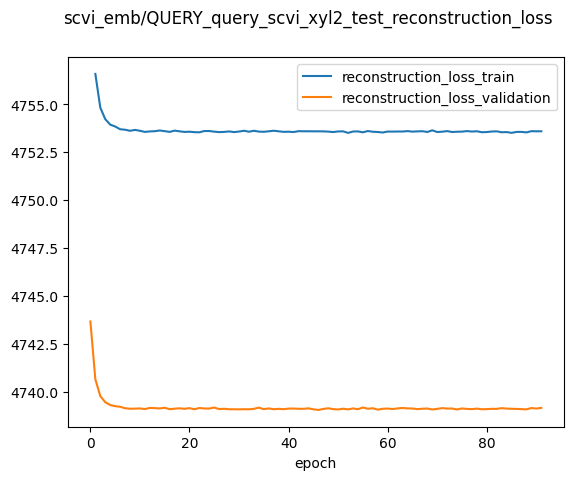 scvi_emb/QUERY_query_scvi_xyl2_test_reconstruction_loss
reconstruction_loss_train
reconstruction_loss_validation
4755.0
4752.5
4750.0
4747.5
4745.0
4742.5
4740.0
0 20 40 60 80
epoch